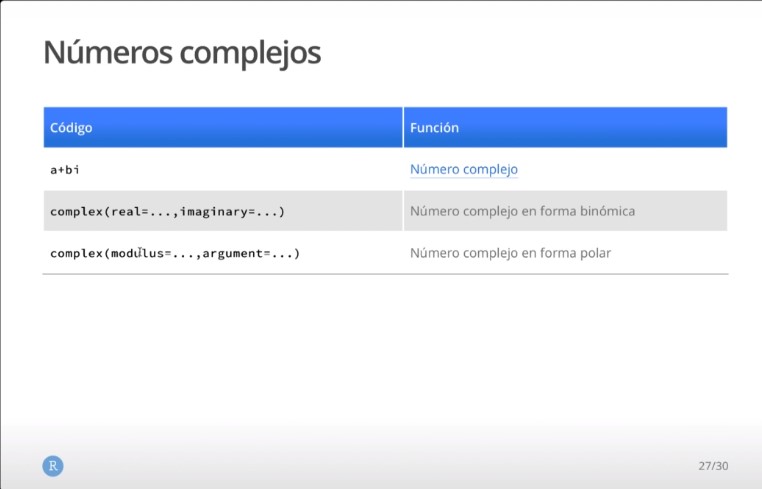 Números complejos
Código Función
a+bi Número complejo
complex(real=...,imaginary=...) Número complejo en forma binómica
complex(modulus=...,argument=...) Número complejo en forma polar
R 27/30